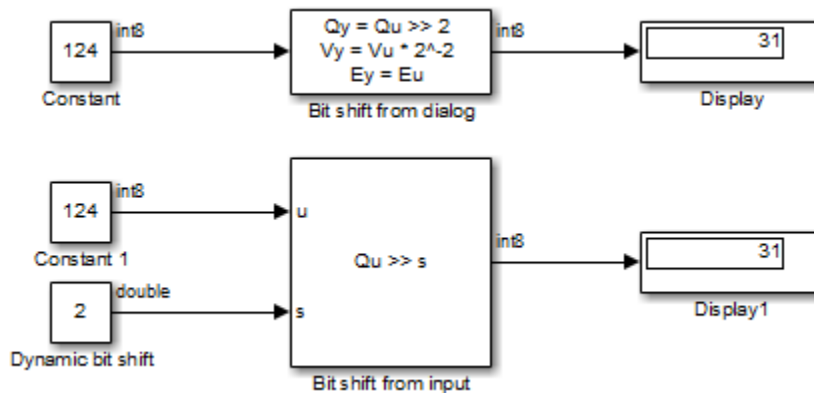 int8
124
Constant
Qy = Qu >> 2
Vy = Vu * 2^-2
Ey = Eu
Bit shift from dialog
int8
31
Display
int8
124
Constant 1
double
2
Dynamic bit shift
u
Qu >> s
s
Bit shift from input
int8
31
Display1